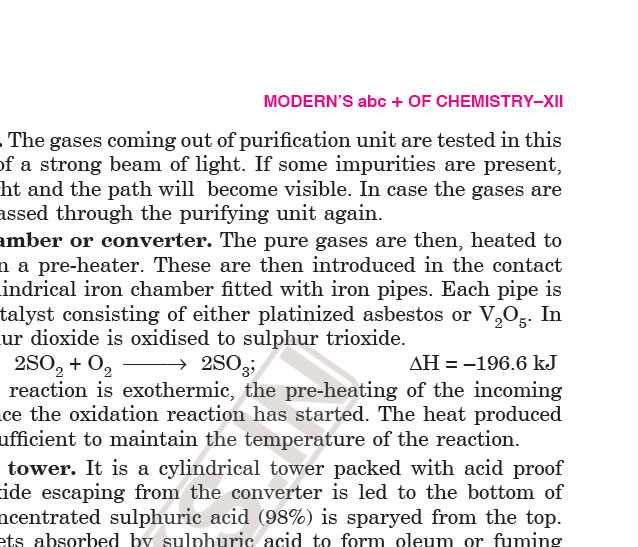 MODERN'S abc + OF CHEMISTRY–XII
. The gases coming out of purification unit are tested in this
of a strong beam of light. If some impurities are present,
ht and the path will become visible. In case the gases are
assed through the purifying unit again.
amber or converter. The pure gases are then, heated to
n a pre-heater. These are then introduced in the contact
lindrical iron chamber fitted with iron pipes. Each pipe is
talyst consisting of either platinized asbestos or V₂O₅. In
ur dioxide is oxidised to sulphur trioxide.
2SO₂ + O₂ ⟶ 2SO₃; ΔH = –196.6 kJ
reaction is exothermic, the pre-heating of the incoming
nce the oxidation reaction has started. The heat produced
ufficient to maintain the temperature of the reaction.
tower. It is a cylindrical tower packed with acid proof
xide escaping from the converter is led to the bottom of
ncentrated sulphuric acid (98%) is sparyed from the top.
ets absorbed by sulphuric acid to form oleum or fuming